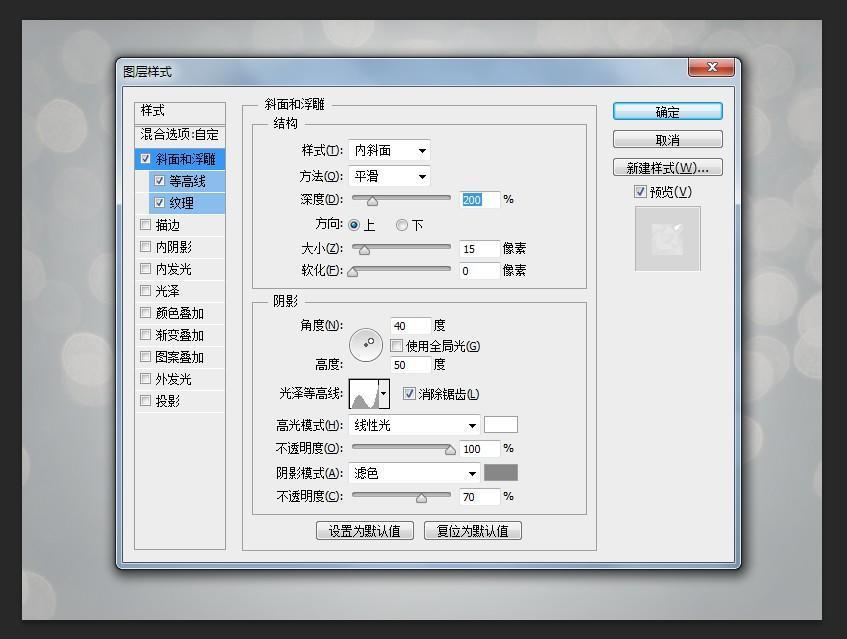 图层样式
样式
混合选项:自定
斜面和浮雕
等高线
纹理
描边
内阴影
内发光
光泽
颜色叠加
渐变叠加
图案叠加
外发光
投影
斜面和浮雕
结构
样式(T): 内斜面
方法(Q): 平滑
深度(D): 200 %
方向: 上 下
大小(Z): 15 像素
软化(F): 0 像素
阴影
角度(N): 40 度
使用全局光(G)
高度: 50 度
光泽等高线: 消除锯齿(L)
高光模式(H): 线性光
不透明度(O): 100 %
阴影模式(A): 滤色
不透明度(C): 70 %
设置为默认值 复位为默认值
确定
取消
新建样式(W)...
预览(V)